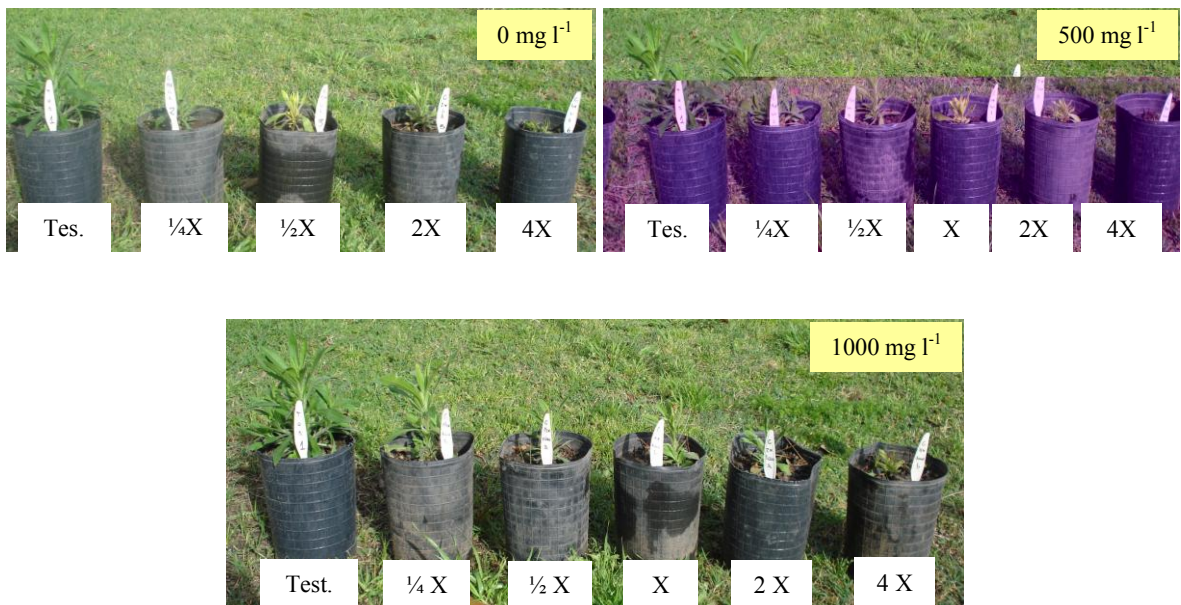 0 mg l⁻¹
Tes. ¼X ½X 2X 4X
500 mg l⁻¹
Tes. ¼X ½X X 2X 4X
1000 mg l⁻¹
Test. ¼ X ½ X X 2 X 4 X